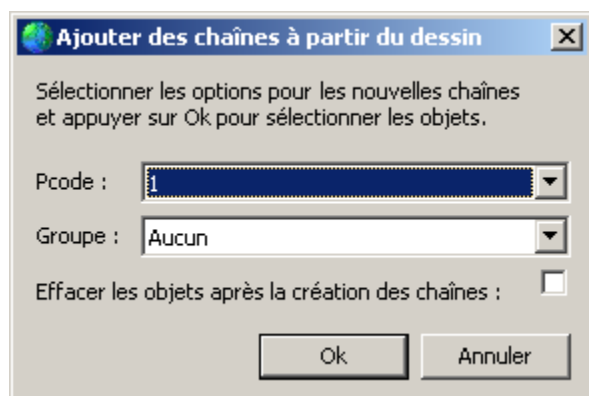 Ajouter des chaînes à partir du dessin
Sélectionner les options pour les nouvelles chaînes
et appuyer sur Ok pour sélectionner les objets.
Pcode : 1
Groupe : Aucun
Effacer les objets après la création des chaînes :
Ok Annuler